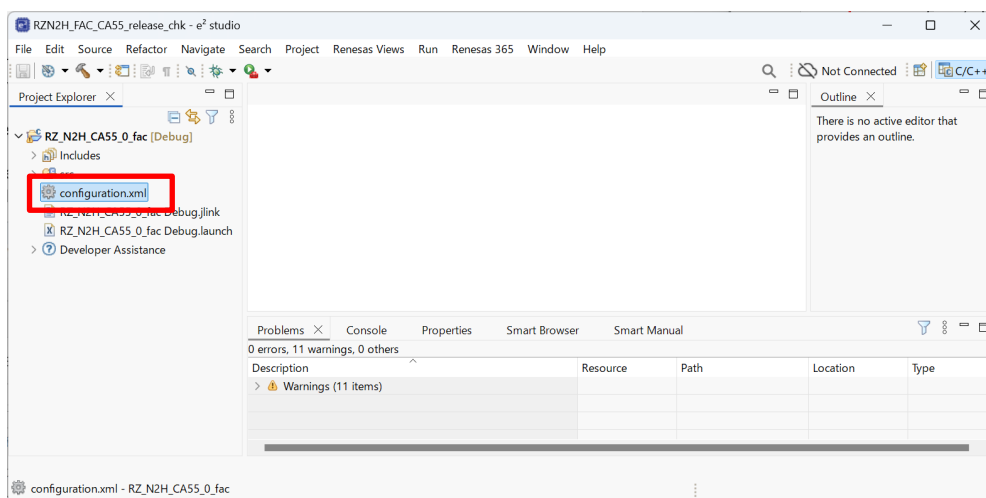 RZN2H_FAC_CA55_release_chk - e² studio
File Edit Source Refactor Navigate Search Project Renesas Views Run Renesas 365 Window Help
Not Connected C/C++
Project Explorer
Outline
RZ_N2H_CA55_0_fac [Debug]
There is no active editor that
provides an outline.
Includes
src
configuration.xml
RZ_N2H_CA55_0_fac Debug.jlink
RZ_N2H_CA55_0_fac Debug.launch
Developer Assistance
Problems Console Properties Smart Browser Smart Manual
0 errors, 11 warnings, 0 others
Description Resource Path Location Type
Warnings (11 items)
configuration.xml - RZ_N2H_CA55_0_fac